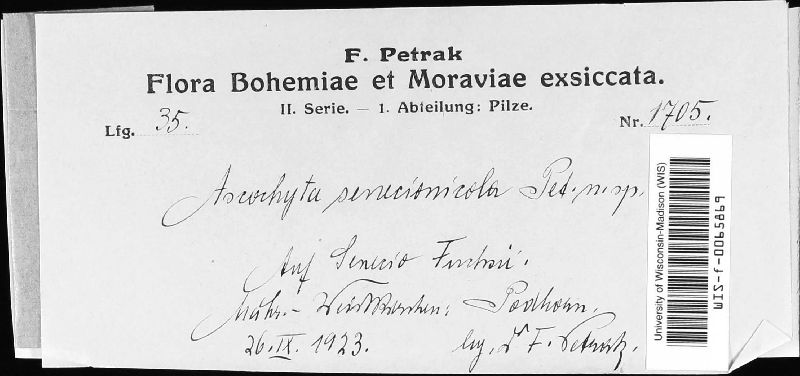 F. Petrak
Flora Bohemiae et Moraviae exsiccata.
II. Serie. — 1. Abteilung: Pilze.
Lfg. 35.
Nr. 1705.
Ascochyta senecionicola Pet. n. sp.
Auf Senecio Fuchsii.
Mähr.-Weisskirchen: Podhorn.
26. IX. 1923.
leg. Dr F. Petrak.
University of Wisconsin-Madison (WIS)
WIS-f-0065869